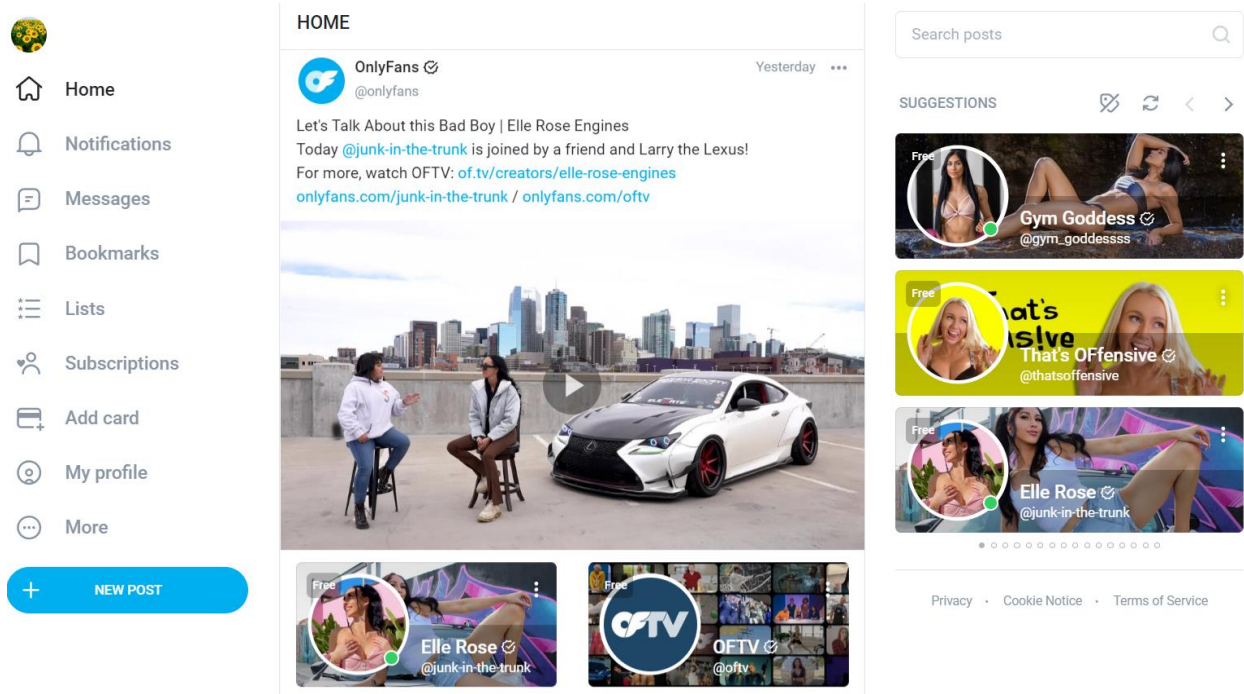 Home
Notifications
Messages
Bookmarks
Lists
Subscriptions
Add card
My profile
More
NEW POST
HOME
OnlyFans
Yesterday
@onlyfans
Let's Talk About this Bad Boy | Elle Rose Engines
Today @junk-in-the-trunk is joined by a friend and Larry the Lexus!
For more, watch OFTV: of.tv/creators/elle-rose-engines
onlyfans.com/junk-in-the-trunk / onlyfans.com/oftv
Free
Elle Rose
@junk-in-the-trunk
Free
OFTV
OFTV
@oftv
Search posts
SUGGESTIONS
Free
Gym Goddess
@gym_goddessss
Free
That's OFfensive
@thatsoffensive
Free
Elle Rose
@junk-in-the-trunk
Privacy · Cookie Notice · Terms of Service